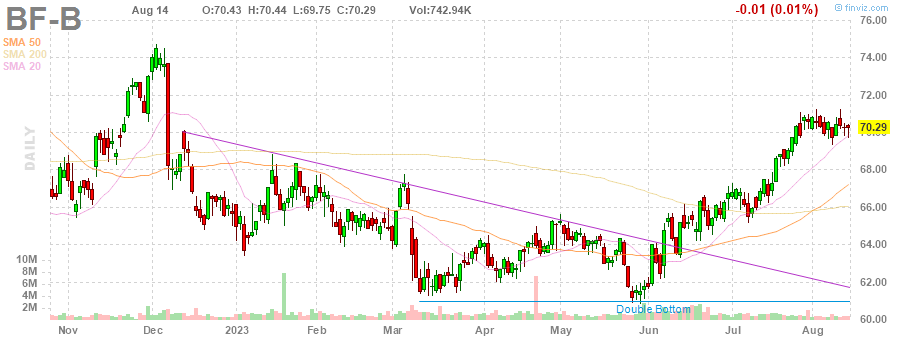 BF-B Aug 14 O:70.43 H:70.44 L:69.75 C:70.29 Vol:742.94K -0.01 (0.01%) © finviz.com
SMA 50
SMA 200
SMA 20
DAILY
76.00
74.00
72.00
70.00
70.29
68.00
66.00
64.00
62.00
60.00
10M
8M
6M
4M
2M
Double Bottom
Nov Dec 2023 Feb Mar Apr May Jun Jul Aug